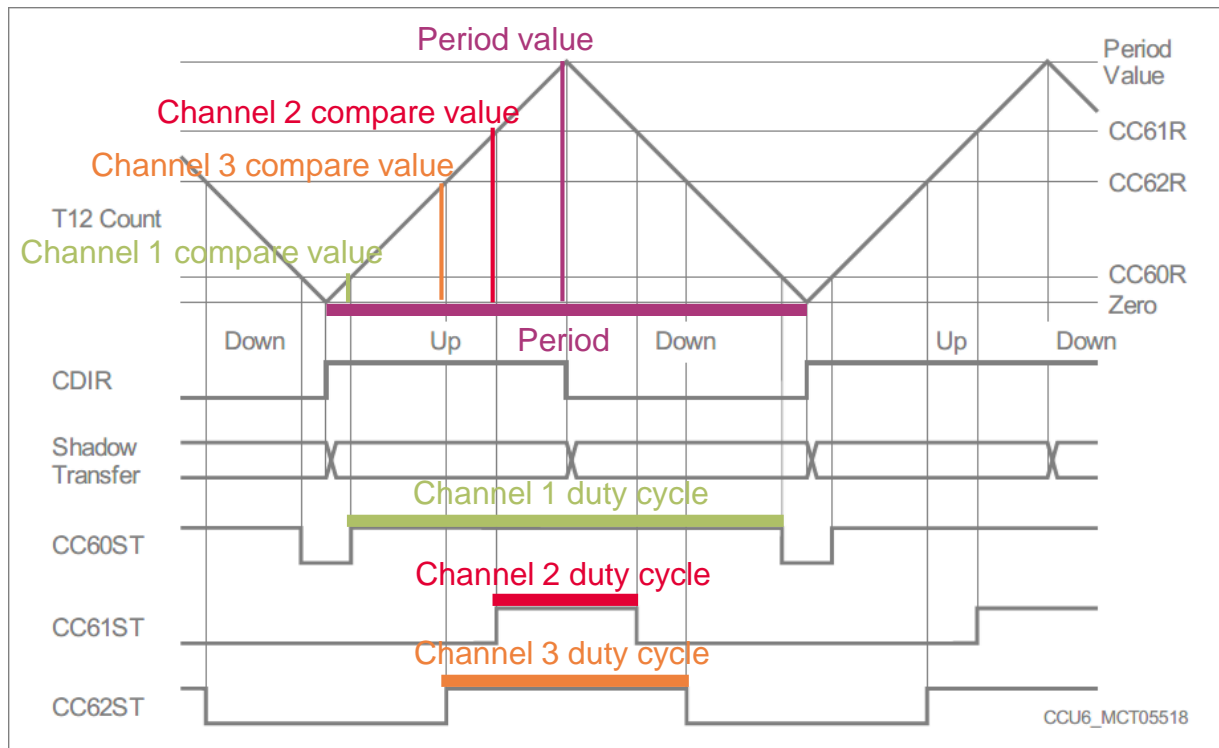 Period value
Period
Value
Channel 2 compare value
CC61R
Channel 3 compare value
CC62R
T12 Count
Channel 1 compare value
CC60R
Zero
Down
Up
Period
Down
Up
Down
CDIR
Shadow
Transfer
Channel 1 duty cycle
CC60ST
Channel 2 duty cycle
CC61ST
Channel 3 duty cycle
CC62ST
CCU6_MCT05518